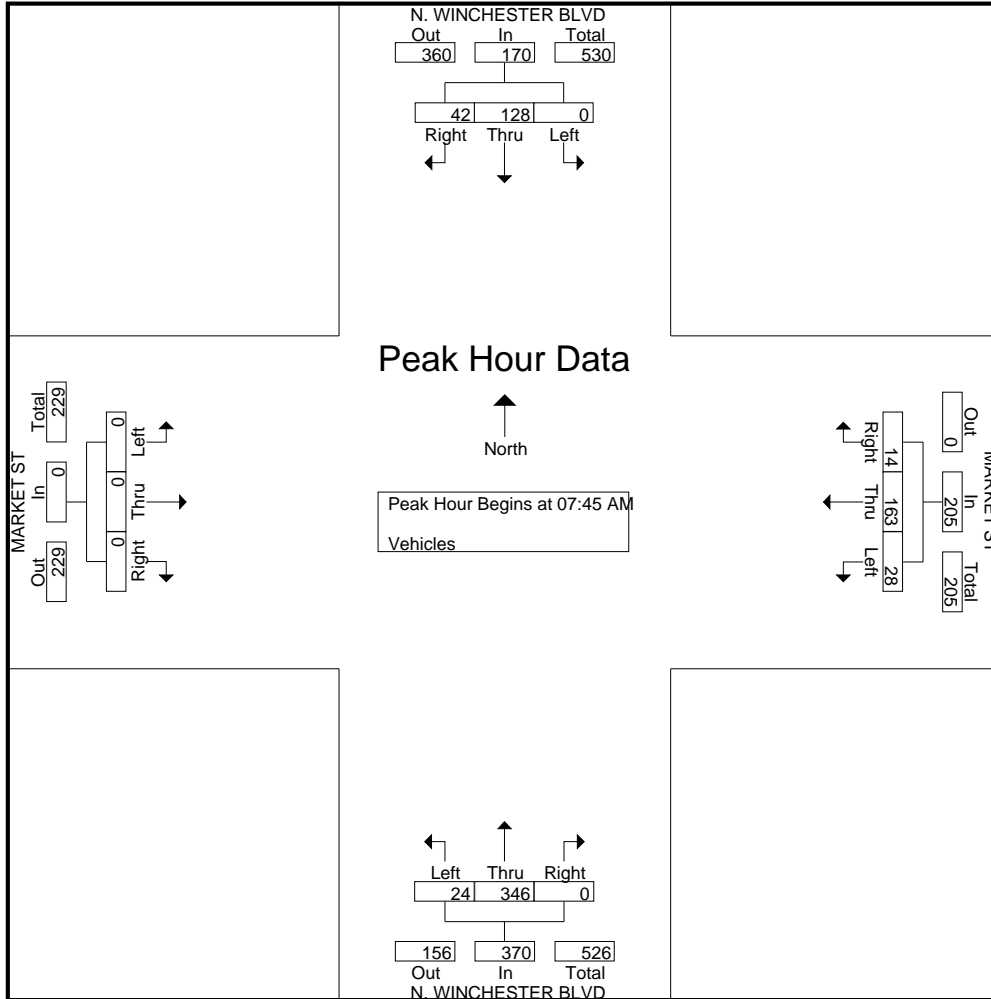 N. WINCHESTER BLVD
Out In Total
360 170 530
42 128 0
Right Thru Left
Peak Hour Data
North
Peak Hour Begins at 07:45 AM
Vehicles
MARKET ST
Total In Out
229 0 229
0 0 0
Left Thru Right
MARKET ST
Out In Total
0 205 205
14 163 28
Right Thru Left
Left Thru Right
24 346 0
156 370 526
Out In Total
N. WINCHESTER BLVD